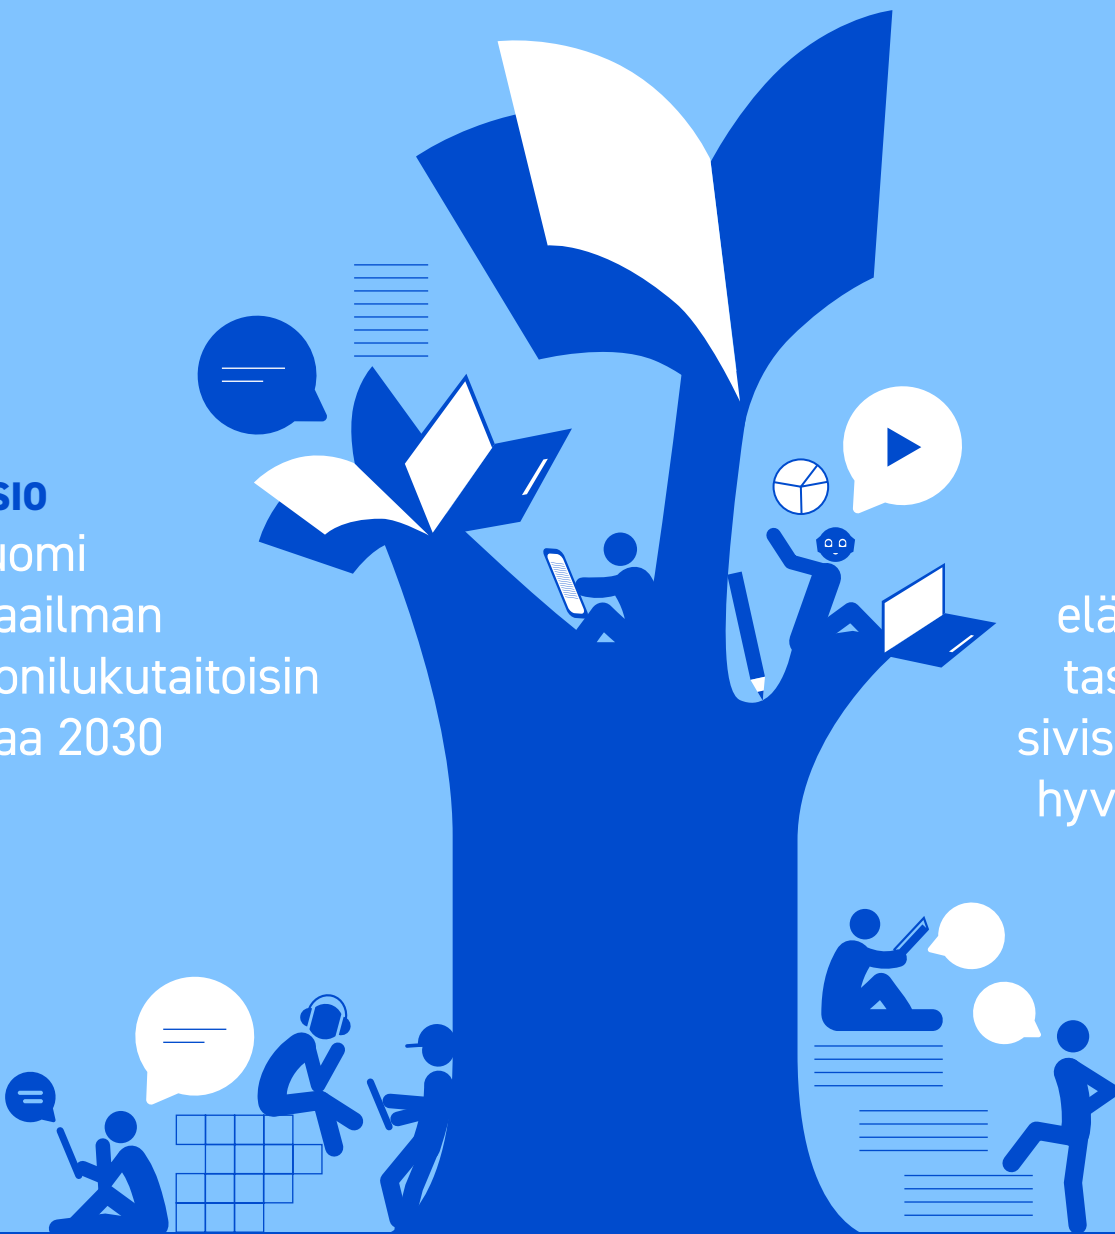 SIO
uomi
aailman
onilukutaitoisin
aa 2030
elä
tas
sivis
hyv